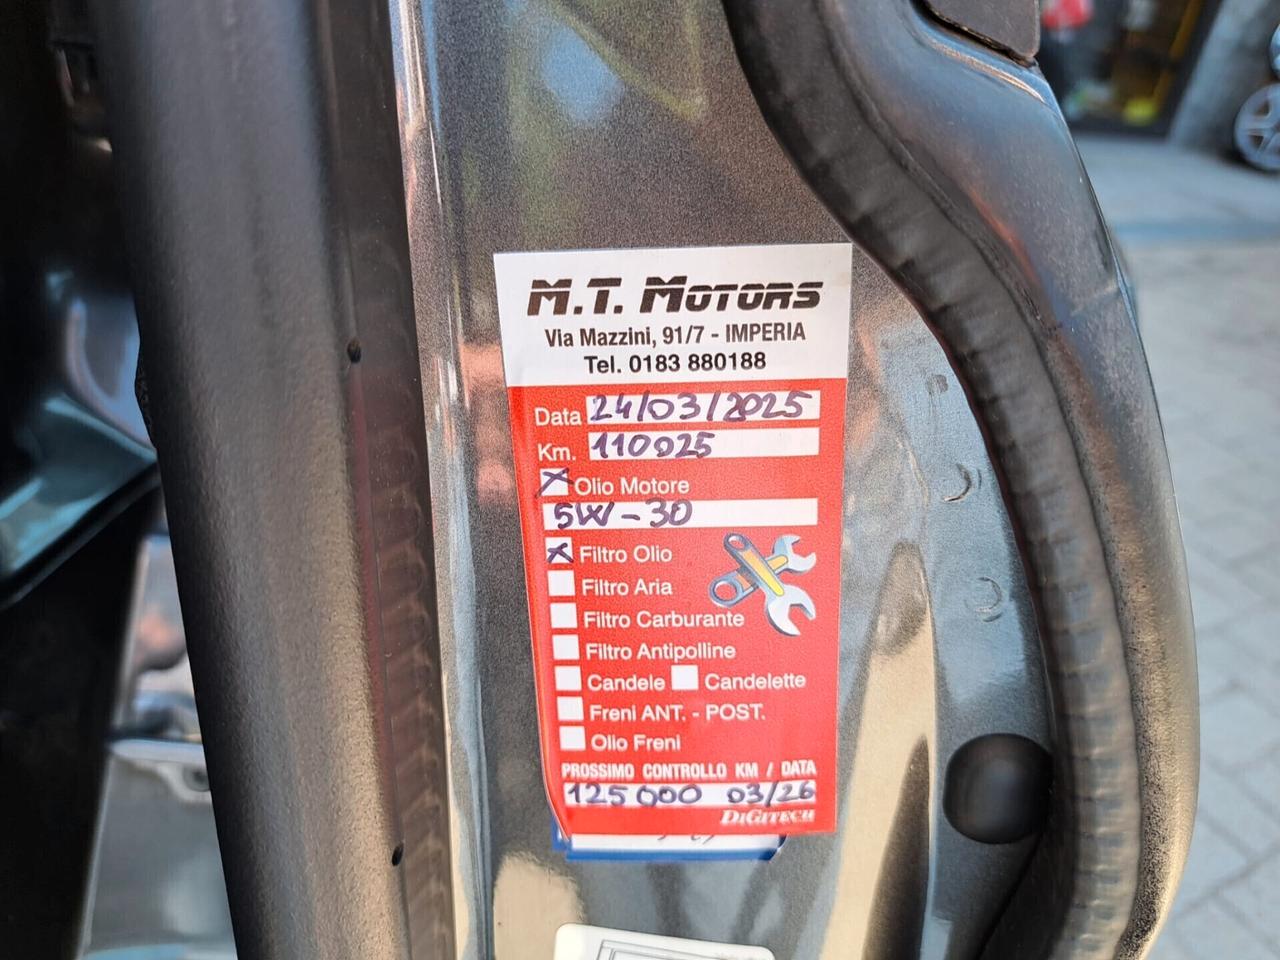 M.T. MOTORS
Via Mazzini, 91/7 - IMPERIA
Tel. 0183 880188
Data 24/03/2025
Km. 110025
Olio Motore
5W-30
Filtro Olio
Filtro Aria
Filtro Carburante
Filtro Antipolline
Candele Candelette
Freni ANT. - POST.
Olio Freni
PROSSIMO CONTROLLO KM / DATA
125000 03/26
DIGITECH